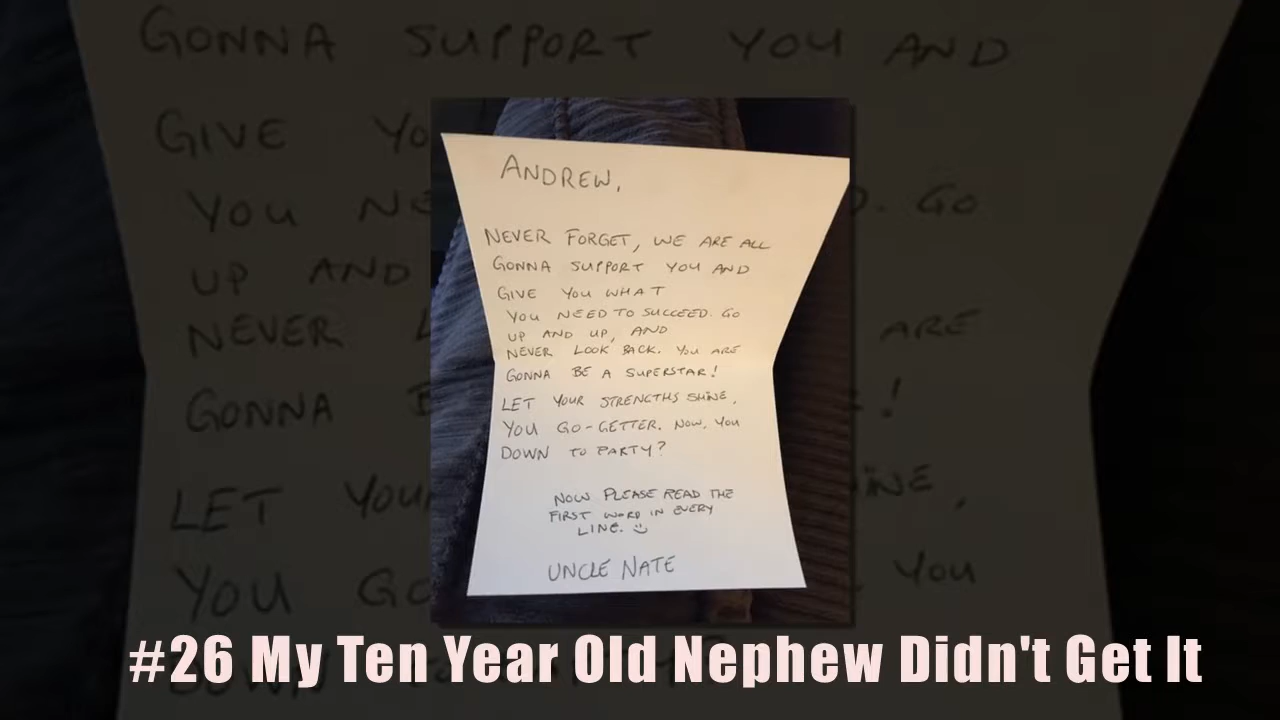 ANDREW,
NEVER FORGET, WE ARE ALL
GONNA SUPPORT YOU AND
GIVE YOU WHAT
YOU NEED TO SUCCEED. GO
UP AND UP, AND
NEVER LOOK BACK. YOU ARE
GONNA BE A SUPERSTAR!
LET YOUR STRENGTHS SHINE,
YOU GO-GETTER. NOW, YOU
DOWN TO PARTY?
NOW PLEASE READ THE
FIRST WORD IN EVERY
LINE. :)
UNCLE NATE
#26 My Ten Year Old Nephew Didn't Get It